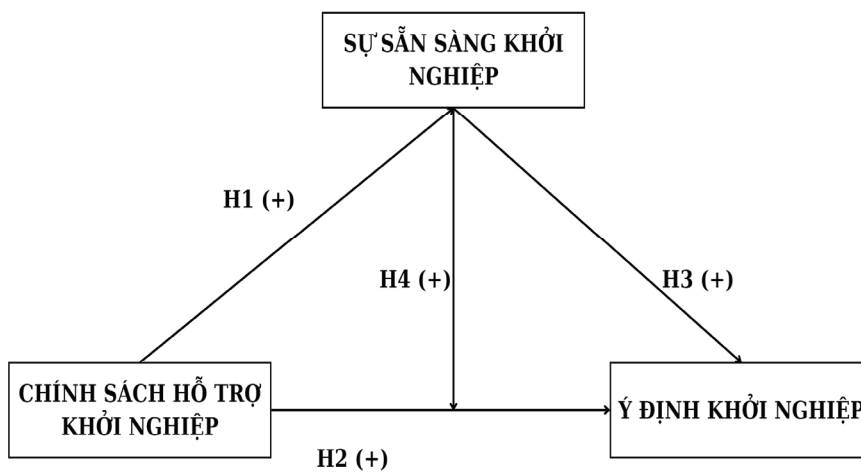 SỰ SẴN SÀNG KHỞI
NGHIỆP
H1 (+)
H4 (+)
H3 (+)
CHÍNH SÁCH HỖ TRỢ
KHỞI NGHIỆP
Ý ĐỊNH KHỞI NGHIỆP
H2 (+)